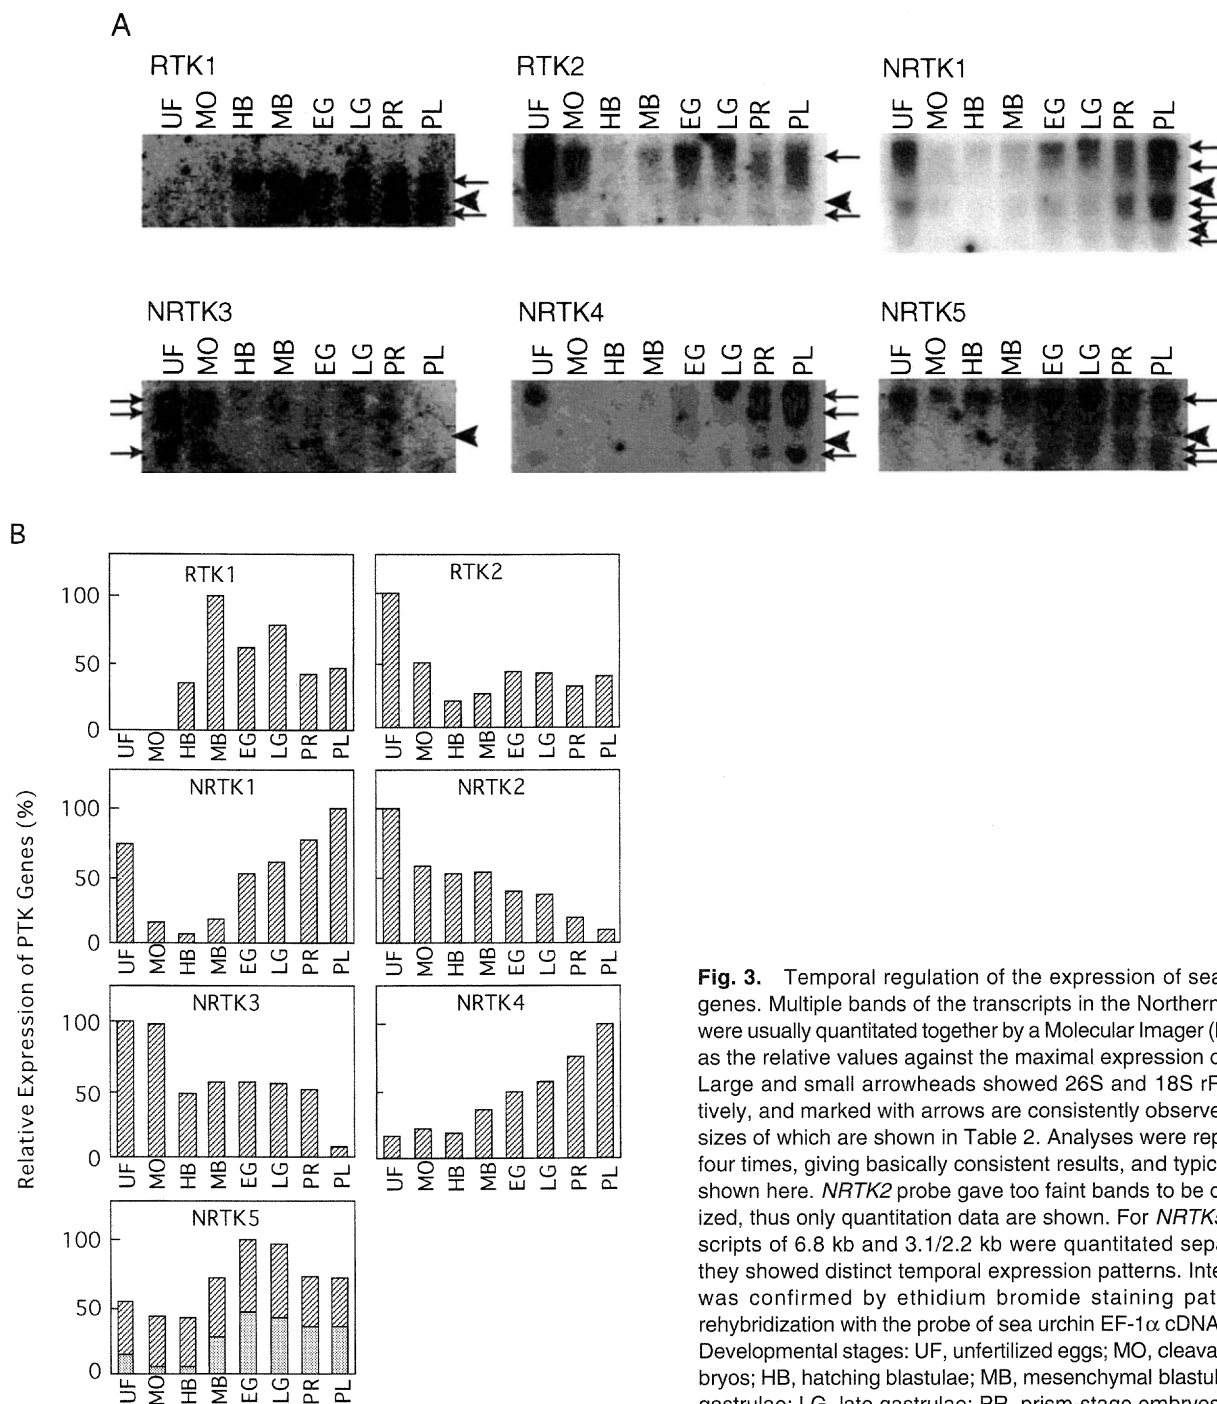 A
RTK1
RTK2
NRTK1
UF MO HB MB EG LG PR PL
UF MO HB MB EG LG PR PL
UF MO HB MB EG LG PR PL
NRTK3
NRTK4
NRTK5
UF MO HB MB EG LG PR PL
UF MO HB MB EG LG PR PL
UF MO HB MB EG LG PR PL
B
Relative Expression of PTK Genes (%)
RTK1
100
50
0
UF MO HB MB EG LG PR PL
RTK2
UF MO HB MB EG LG PR PL
NRTK1
100
50
0
UF MO HB MB EG LG PR PL
NRTK2
UF MO HB MB EG LG PR PL
NRTK3
100
50
0
UF MO HB MB EG LG PR PL
NRTK4
UF MO HB MB EG LG PR PL
NRTK5
100
50
0
UF MO HB MB EG LG PR PL
Fig. 3. Temporal regulation of the expression of sea
genes. Multiple bands of the transcripts in the Northern
were usually quantitated together by a Molecular Imager (
as the relative values against the maximal expression
Large and small arrowheads showed 26S and 18S
tively, and marked with arrows are consistently
sizes of which are shown in Table 2. Analyses were
four times, giving basically consistent results, and
shown here. NRTK2 probe gave too faint bands to be
ized, thus only quantitation data are shown. For
scripts of 6.8 kb and 3.1/2.2 kb were quantitated
they showed distinct temporal expression patterns.
was confirmed by ethidium bromide staining
rehybridization with the probe of sea urchin EF-1α cDNA
Developmental stages: UF, unfertilized eggs; MO,
bryos; HB, hatching blastulae; MB, mesenchymal
gastrulae; LG, late gastrulae; PR, prism-stage embryos